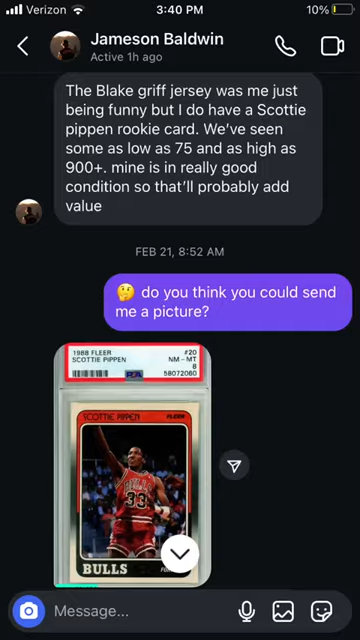 Verizon 3:40 PM 10%
Jameson Baldwin
Active 1h ago
The Blake griff jersey was me just
being funny but I do have a Scottie
pippen rookie card. We've seen
some as low as 75 and as high as
900+. mine is in really good
condition so that'll probably add
value
FEB 21, 8:52 AM
🤔 do you think you could send
me a picture?
1988 FLEER #20
SCOTTIE PIPPEN NM - MT
8
PSA 58072060
SCOTTIE PIPPEN FLEER
BULLS
33
BULLS
Message...